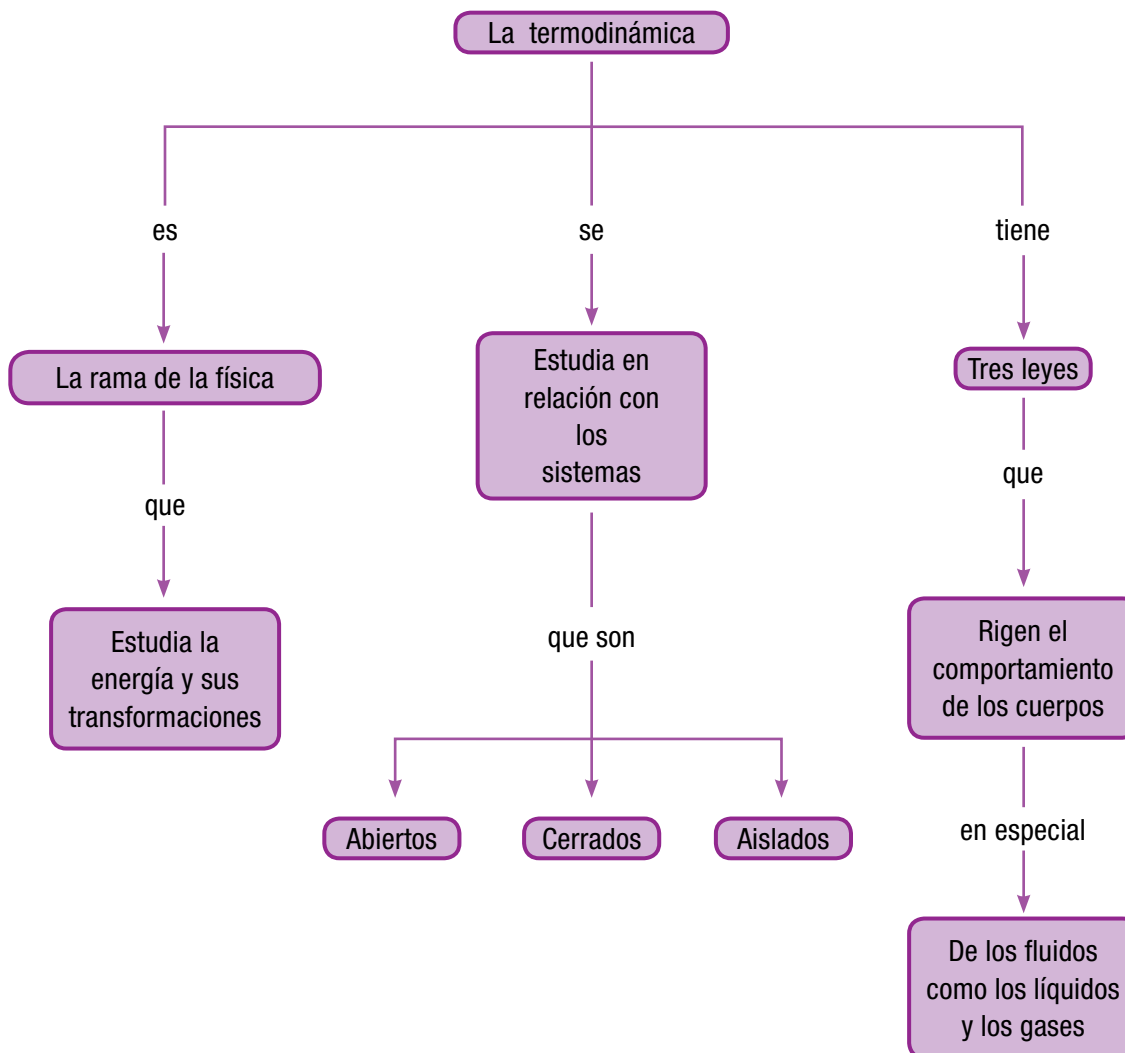 La termodinámica
es
se
tiene
La rama de la física
Estudia en
relación con
los
sistemas
Tres leyes
que
que
Estudia la
energía y sus
transformaciones
que son
Rigen el
comportamiento
de los cuerpos
Abiertos
Cerrados
Aislados
en especial
De los fluidos
como los líquidos
y los gases